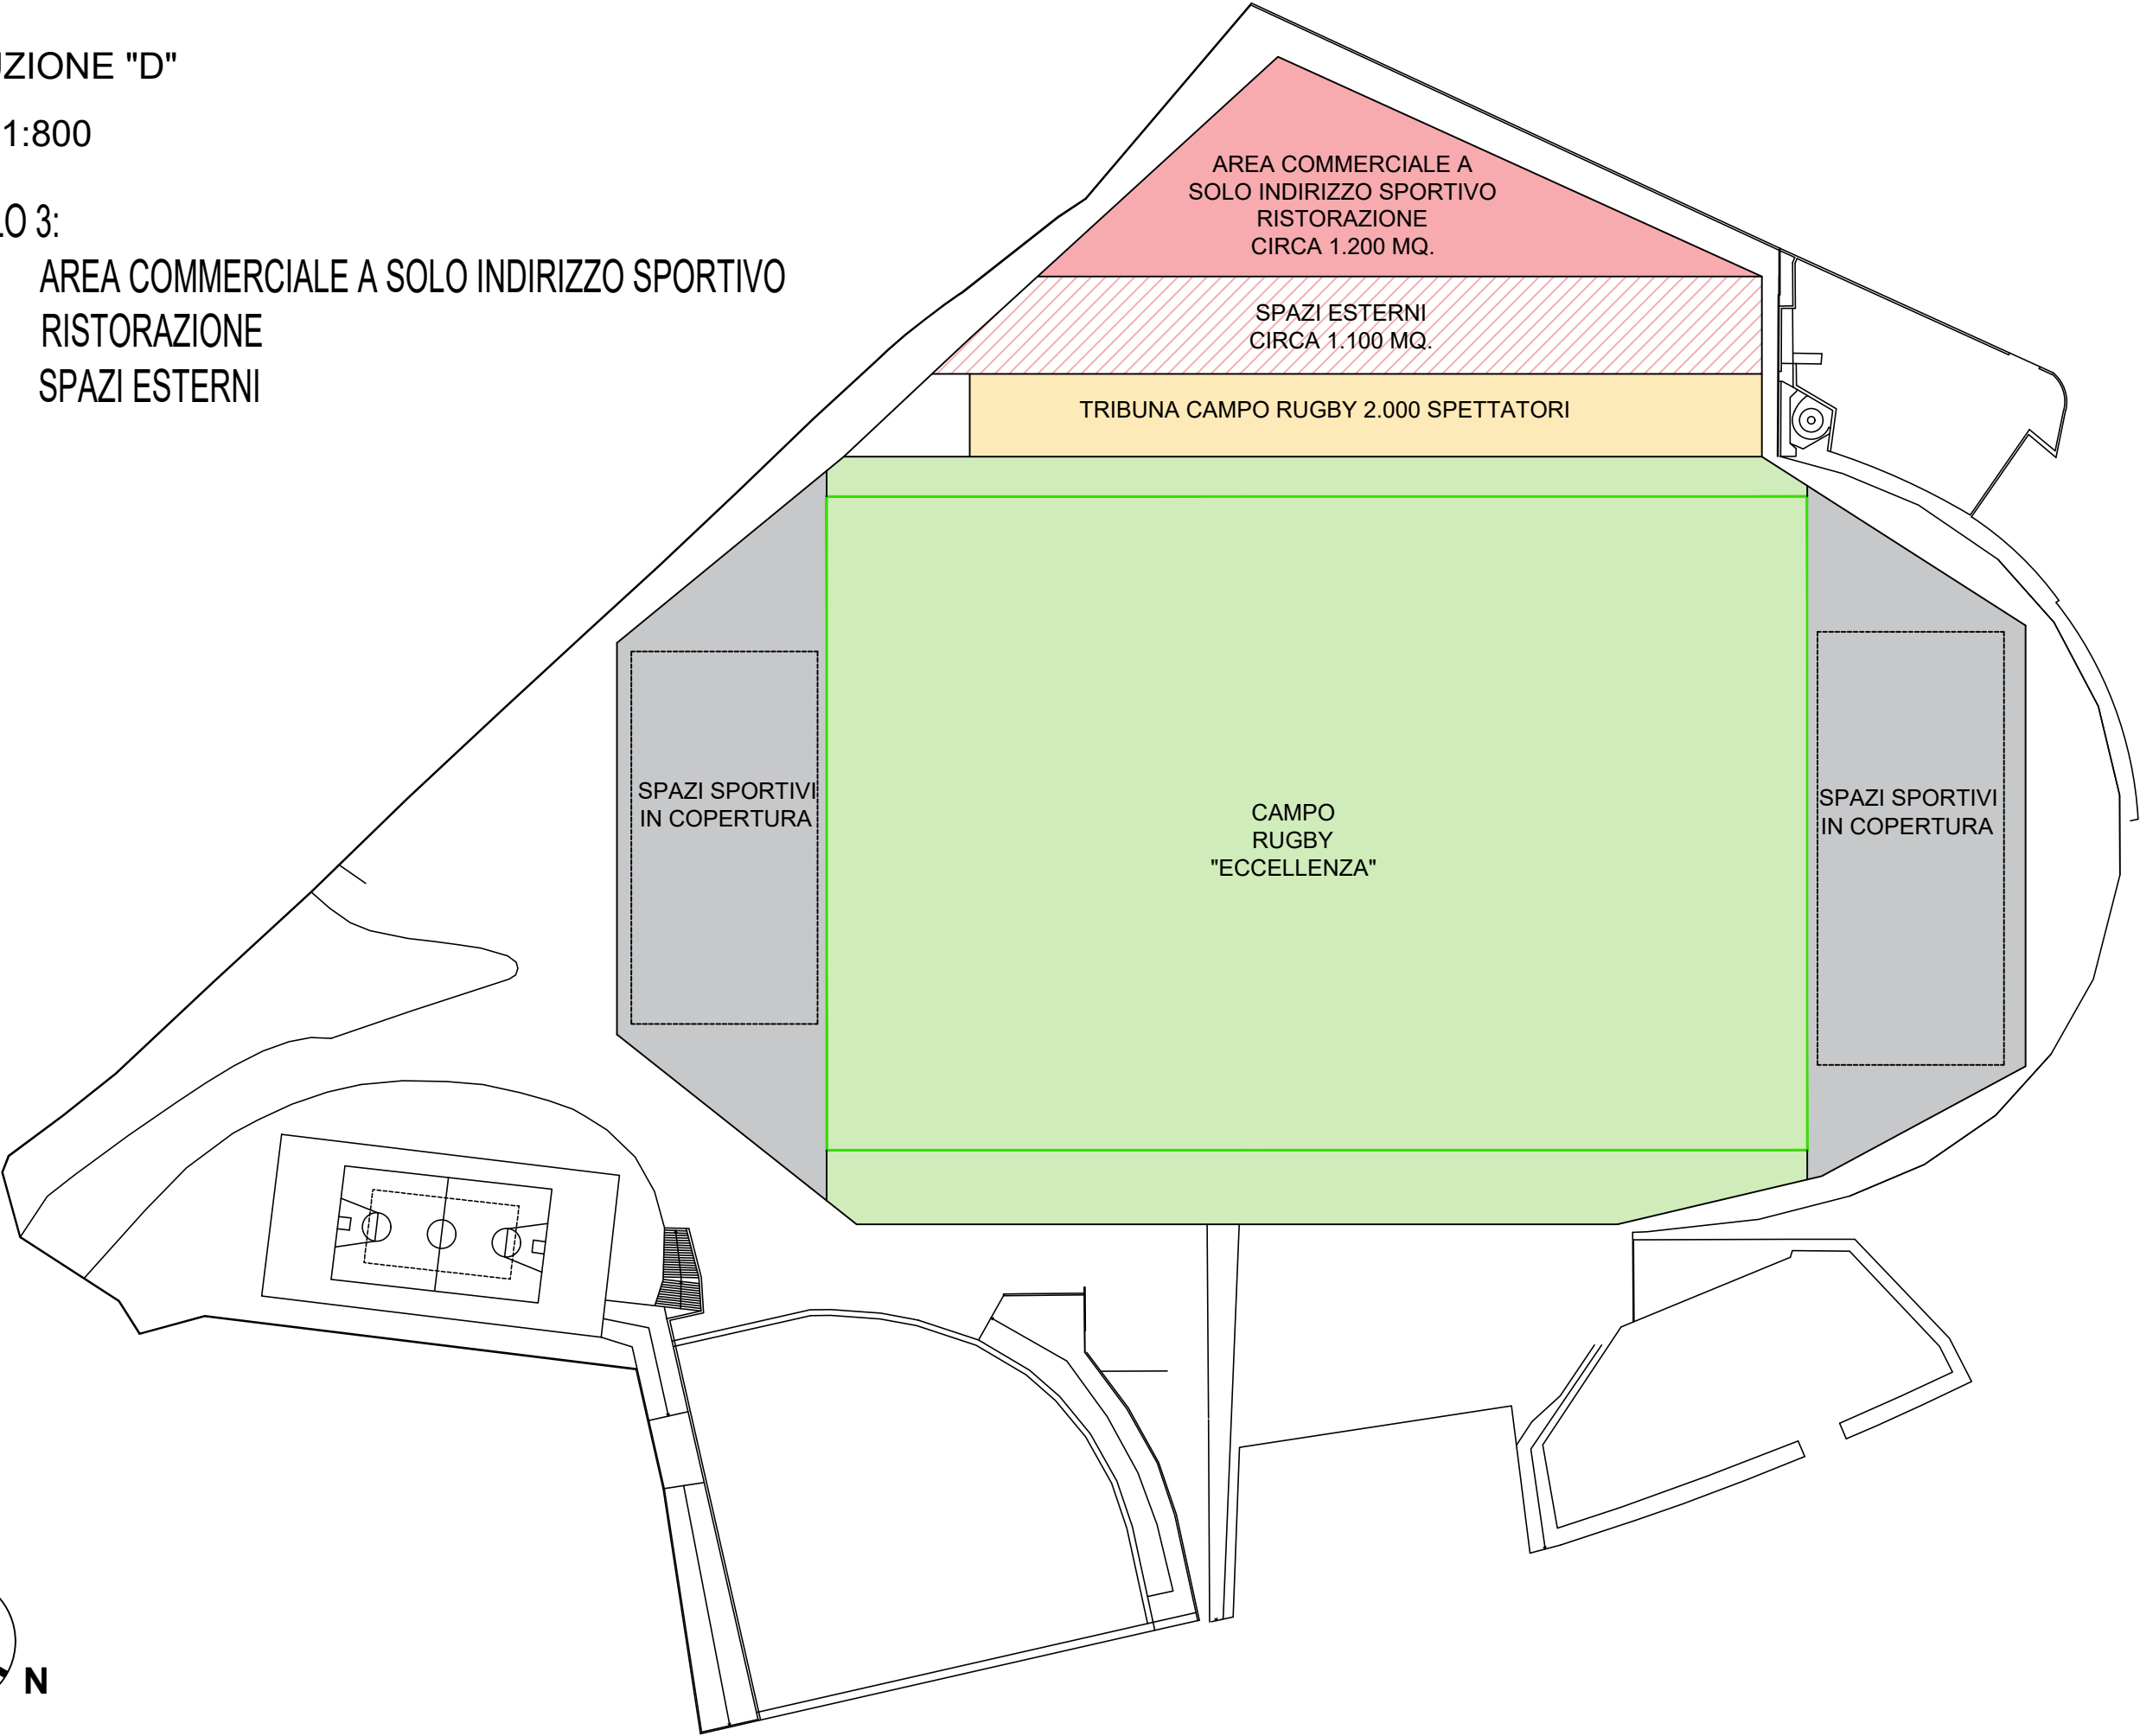 UZIONE "D"
1:800
LO 3:
AREA COMMERCIALE A SOLO INDIRIZZO SPORTIVO
RISTORAZIONE
SPAZI ESTERNI
AREA COMMERCIALE A
SOLO INDIRIZZO SPORTIVO
RISTORAZIONE
CIRCA 1.200 MQ.
SPAZI ESTERNI
CIRCA 1.100 MQ.
TRIBUNA CAMPO RUGBY 2.000 SPETTATORI
SPAZI SPORTIVI
IN COPERTURA
CAMPO
RUGBY
"ECCELLENZA"
SPAZI SPORTIVI
IN COPERTURA
N